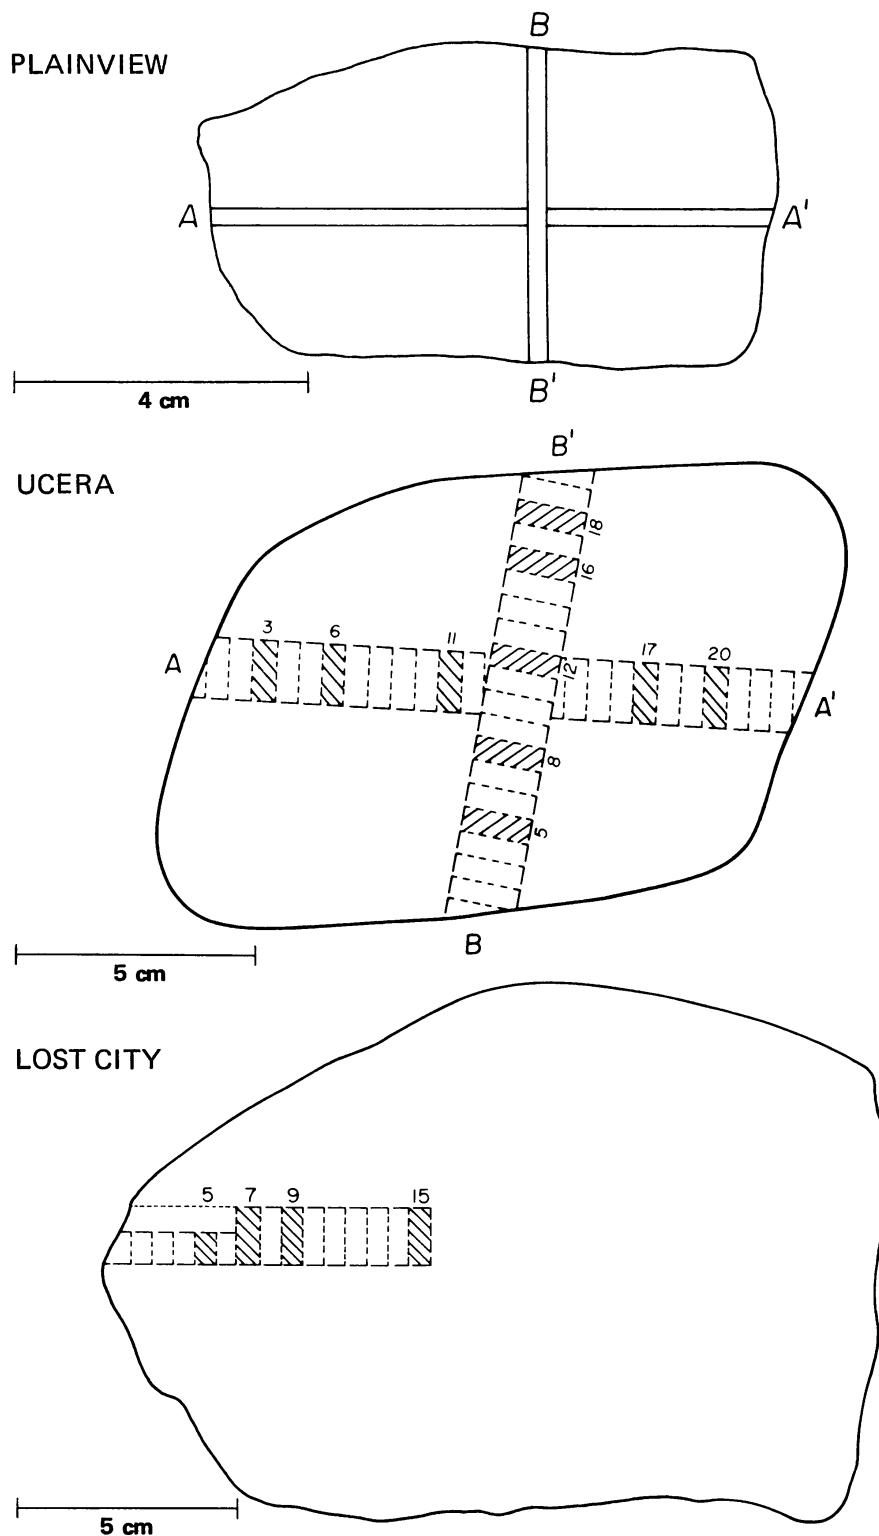 B
PLAINVIEW
A A'
4 cm
B'
B'
UCERA
18
16
3 6 11 17 20
A 12 A'
8
5
B
5 cm
LOST CITY
5 7 9 15
5 cm